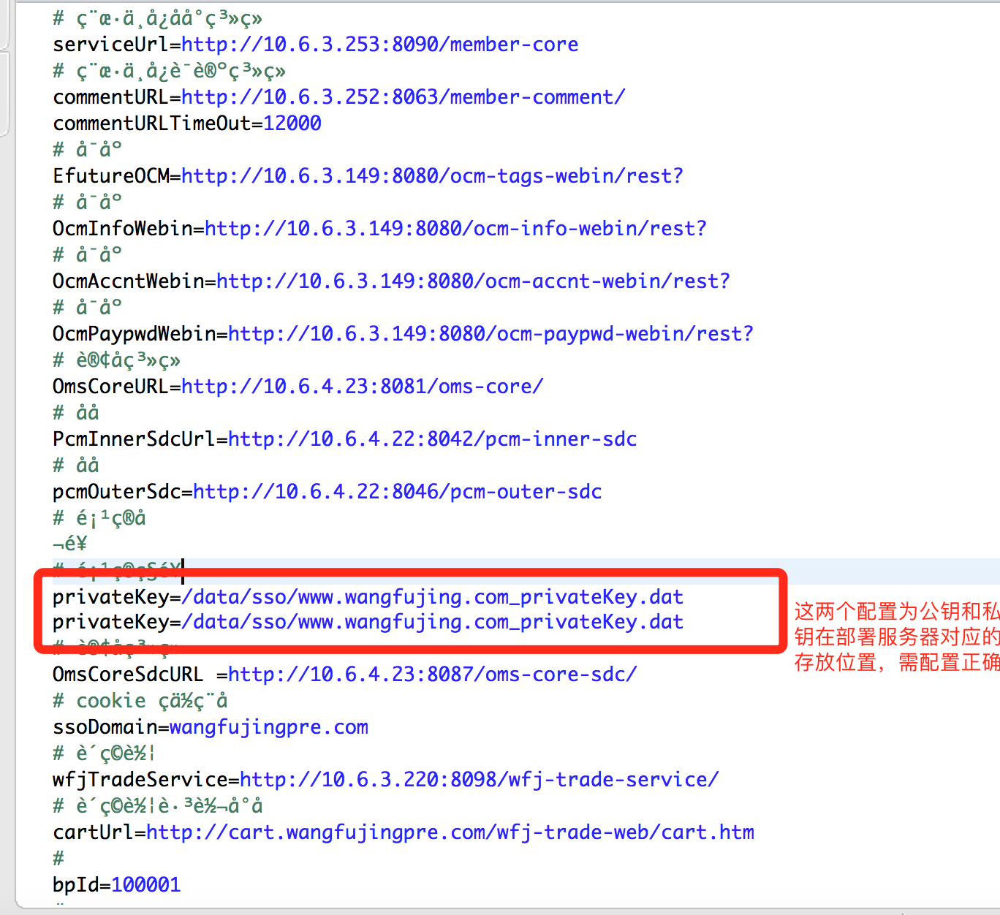 # ç¨æ·ä¸­å¿åå°ç³»ç»
serviceUrl=http://10.6.3.253:8090/member-core
# ç¨æ·ä¸­å¿è¯è®ºç³»ç»
commentURL=http://10.6.3.252:8063/member-comment/
commentURLTimeOut=12000
# å¯åº
EfutureOCM=http://10.6.3.149:8080/ocm-tags-webin/rest?
# å¯åº
OcmInfoWebin=http://10.6.3.149:8080/ocm-info-webin/rest?
# å¯åº
OcmAccntWebin=http://10.6.3.149:8080/ocm-accnt-webin/rest?
# å¯åº
OcmPaypwdWebin=http://10.6.3.149:8080/ocm-paypwd-webin/rest?
# è®¢åç³»ç»
OmsCoreURL=http://10.6.4.23:8081/oms-core/
# åå
PcmInnerSdcUrl=http://10.6.4.22:8042/pcm-inner-sdc
# åå
pcmOuterSdc=http://10.6.4.22:8046/pcm-outer-sdc
# é¡¹ç®å
¬é¥
# é¡¹ç®ç§é¥
privateKey=/data/sso/www.wangfujing.com_privateKey.dat
privateKey=/data/sso/www.wangfujing.com_privateKey.dat
这两个配置为公钥和私
钥在部署服务器对应的
存放位置，需配置正确
# è®¢åç³»ç»
OmsCoreSdcURL =http://10.6.4.23:8087/oms-core-sdc/
# cookie çä½ç¨å
ssoDomain=wangfujingpre.com
# è´­ç©è½¦
wfjTradeService=http://10.6.3.220:8098/wfj-trade-service/
# è´­ç©è½¦è·³è½¬å°å
cartUrl=http://cart.wangfujingpre.com/wfj-trade-web/cart.htm
#
bpId=100001